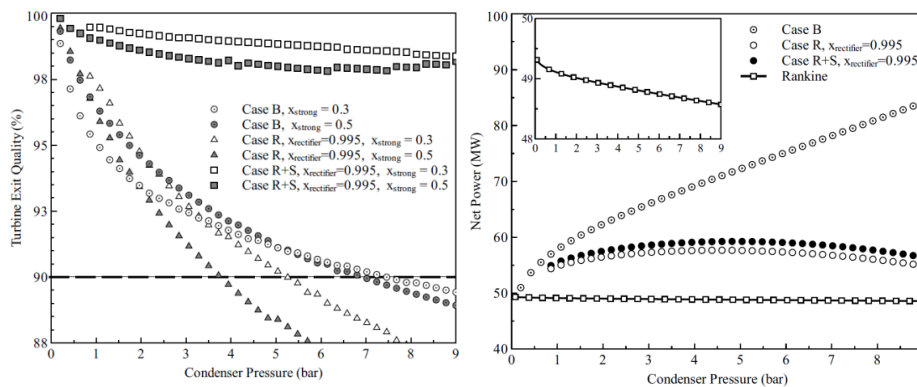 Turbine Exit Quality (%)
100
98
95
93
90
88
Case B, xstrong = 0.3
Case B, xstrong = 0.5
Case R, xrectifier=0.995, xstrong = 0.3
Case R, xrectifier=0.995, xstrong = 0.5
Case R+S, xrectifier=0.995, xstrong = 0.3
Case R+S, xrectifier=0.995, xstrong = 0.5
0 1 2 3 4 5 6 7 8 9
Condenser Pressure (bar)
Net Power (MW)
100
90
80
70
60
50
40
50
49
48
0 1 2 3 4 5 6 7 8 9
Case B
Case R, xrectifier=0.995
Case R+S, xrectifier=0.995
Rankine
0 1 2 3 4 5 6 7 8
Condenser Pressure (bar)